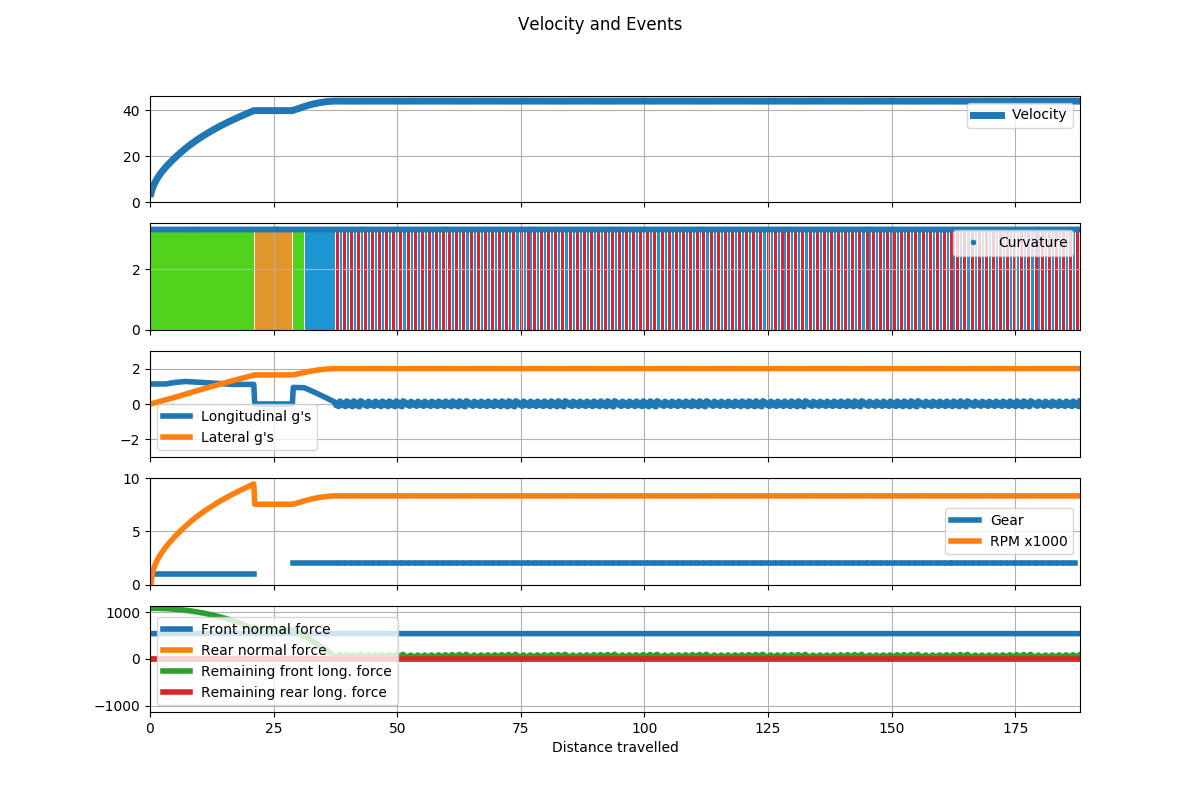 Velocity and Events
40
20
0
Velocity
2
0
Curvature
2
0
−2
Longitudinal g's
Lateral g's
10
5
0
Gear
RPM x1000
1000
0
−1000
Front normal force
Rear normal force
Remaining front long. force
Remaining rear long. force
0 25 50 75 100 125 150 175
Distance travelled